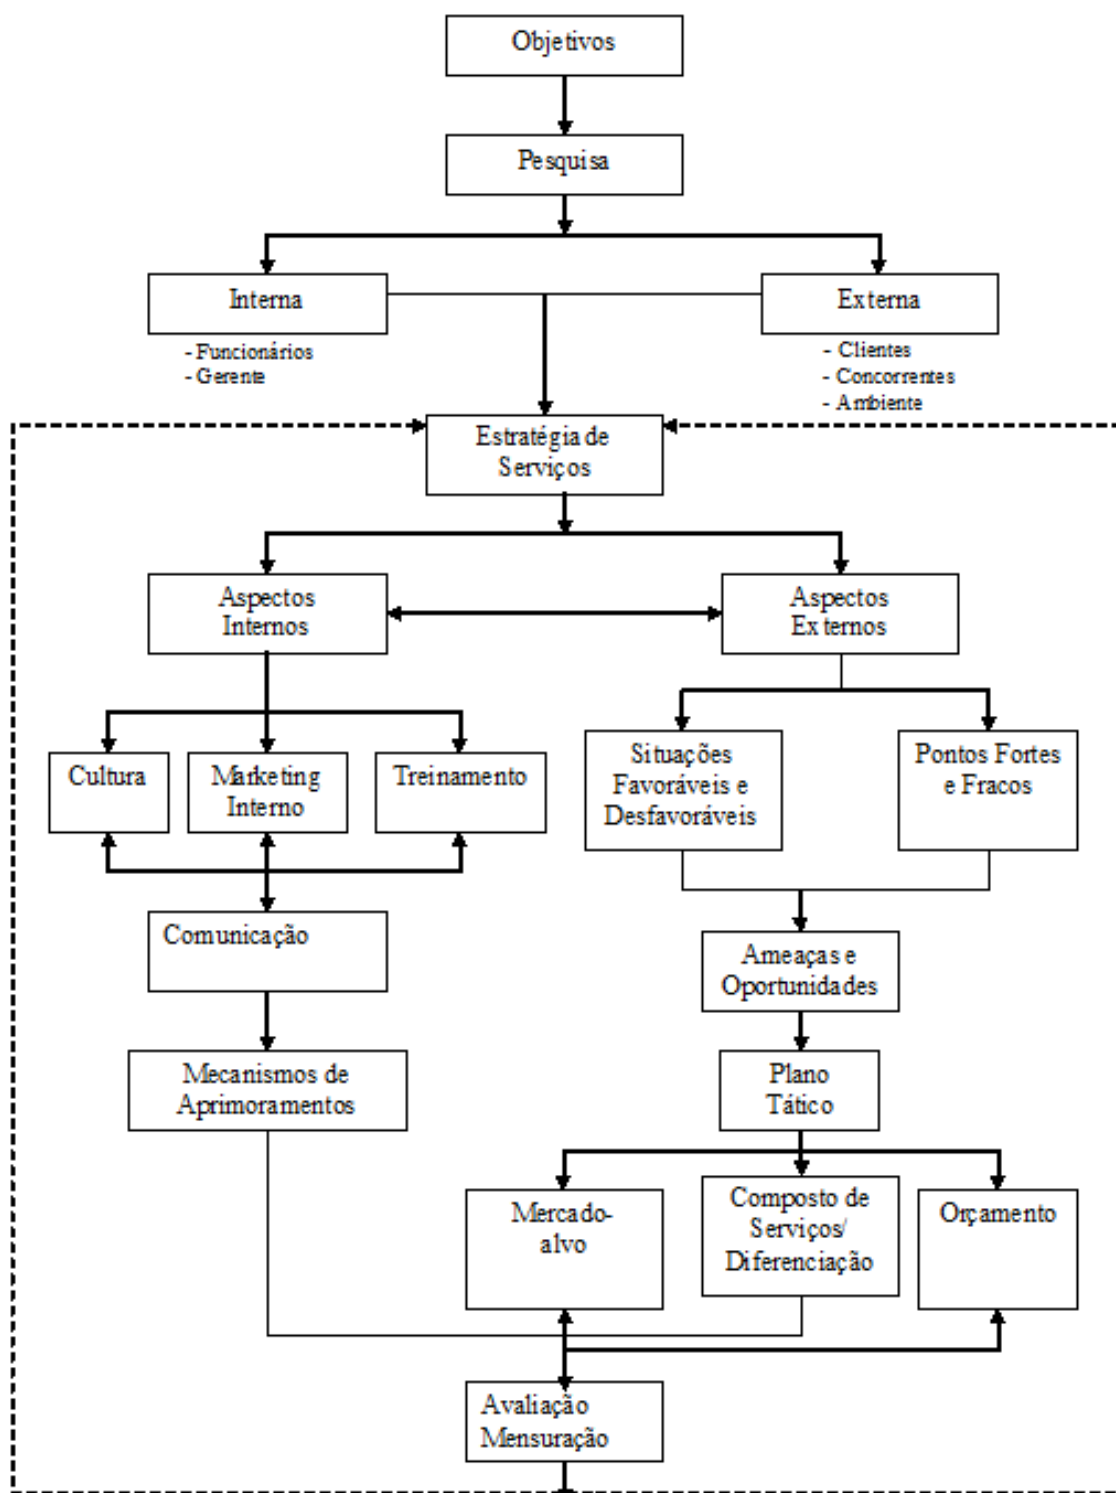 Objetivos
Pesquisa
Interna
Externa
- Funcionários
- Gerente
- Clientes
- Concorrentes
- Ambiente
Estratégia de
Serviços
Aspectos
Internos
Aspectos
Externos
Cultura
Marketing
Interno
Treinamento
Situações
Favoráveis e
Desfavoráveis
Pontos Fortes
e Fracos
Comunicação
Ameaças e
Oportunidades
Mecanismos de
Aprimoramentos
Plano
Tático
Mercado-
alvo
Composto de
Serviços/
Diferenciação
Orçamento
Avaliação
Mensuração